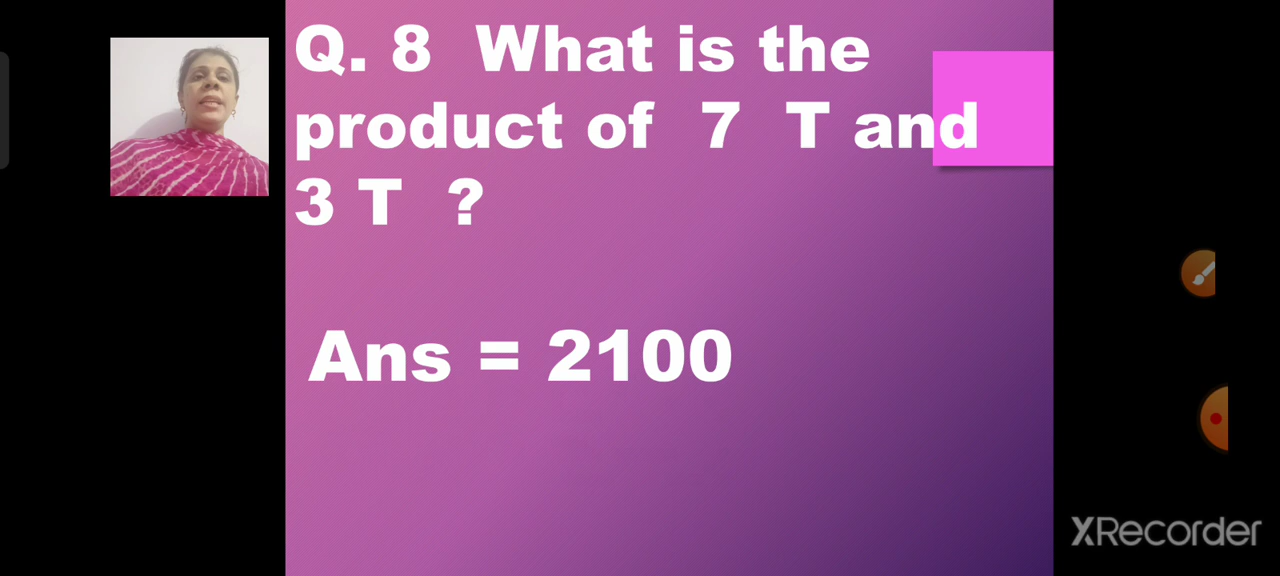 Q. 8 What is the
product of 7 T and
3 T ?
Ans = 2100
XRecorder